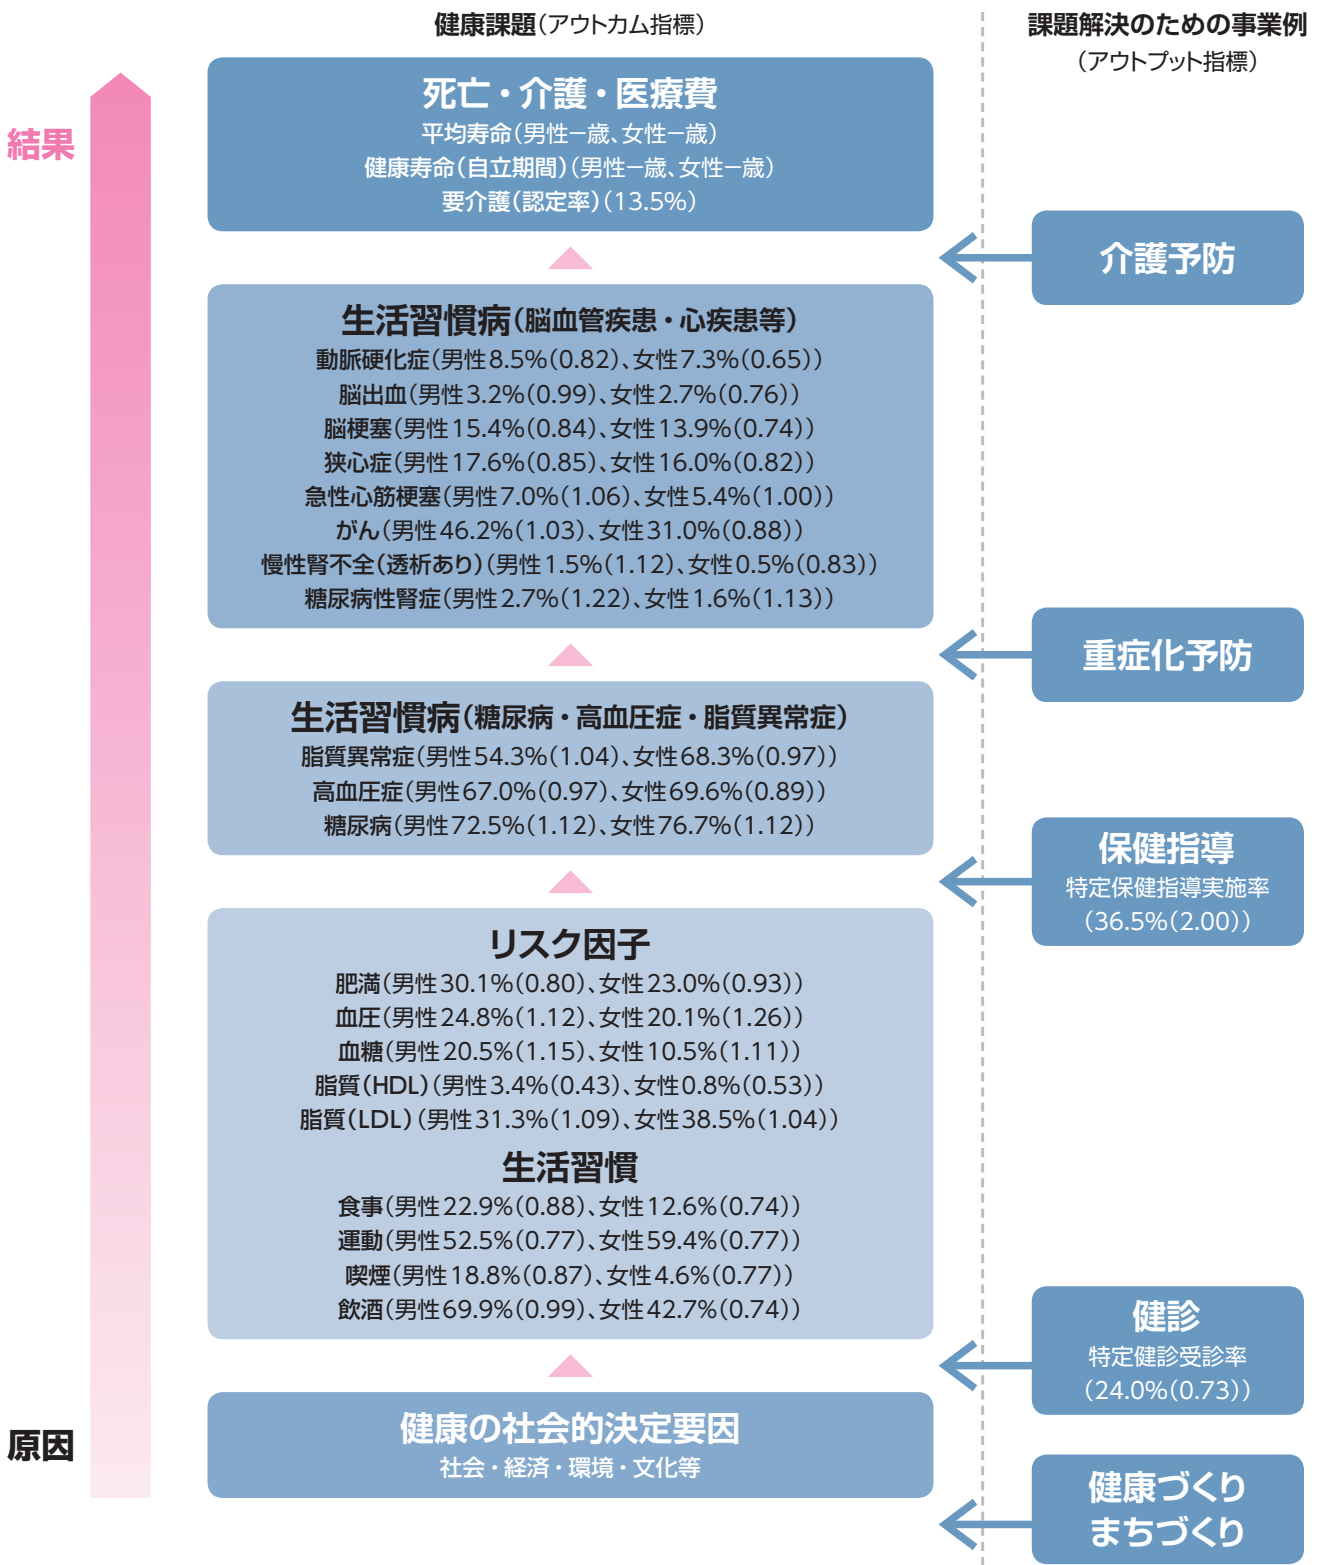 健康課題（アウトカム指標）
課題解決のための事業例
（アウトプット指標）
結果
死亡・介護・医療費
平均寿命（男性ー歳、女性ー歳）
健康寿命（自立期間）（男性ー歳、女性ー歳）
要介護（認定率）（13.5%）
介護予防
生活習慣病（脳血管疾患・心疾患等）
動脈硬化症（男性8.5%（0.82）、女性7.3%（0.65））
脳出血（男性3.2%（0.99）、女性2.7%（0.76））
脳梗塞（男性15.4%（0.84）、女性13.9%（0.74））
狭心症（男性17.6%（0.85）、女性16.0%（0.82））
急性心筋梗塞（男性7.0%（1.06）、女性5.4%（1.00））
がん（男性46.2%（1.03）、女性31.0%（0.88））
慢性腎不全（透析あり）（男性1.5%（1.12）、女性0.5%（0.83））
糖尿病性腎症（男性2.7%（1.22）、女性1.6%（1.13））
重症化予防
生活習慣病（糖尿病・高血圧症・脂質異常症）
脂質異常症（男性54.3%（1.04）、女性68.3%（0.97））
高血圧症（男性67.0%（0.97）、女性69.6%（0.89））
糖尿病（男性72.5%（1.12）、女性76.7%（1.12））
保健指導
特定保健指導実施率
（36.5%（2.00））
リスク因子
肥満（男性30.1%（0.80）、女性23.0%（0.93））
血圧（男性24.8%（1.12）、女性20.1%（1.26））
血糖（男性20.5%（1.15）、女性10.5%（1.11））
脂質（HDL）（男性3.4%（0.43）、女性0.8%（0.53））
脂質（LDL）（男性31.3%（1.09）、女性38.5%（1.04））
生活習慣
食事（男性22.9%（0.88）、女性12.6%（0.74））
運動（男性52.5%（0.77）、女性59.4%（0.77））
喫煙（男性18.8%（0.87）、女性4.6%（0.77））
飲酒（男性69.9%（0.99）、女性42.7%（0.74））
健診
特定健診受診率
（24.0%（0.73））
原因
健康の社会的決定要因
社会・経済・環境・文化等
健康づくり
まちづくり